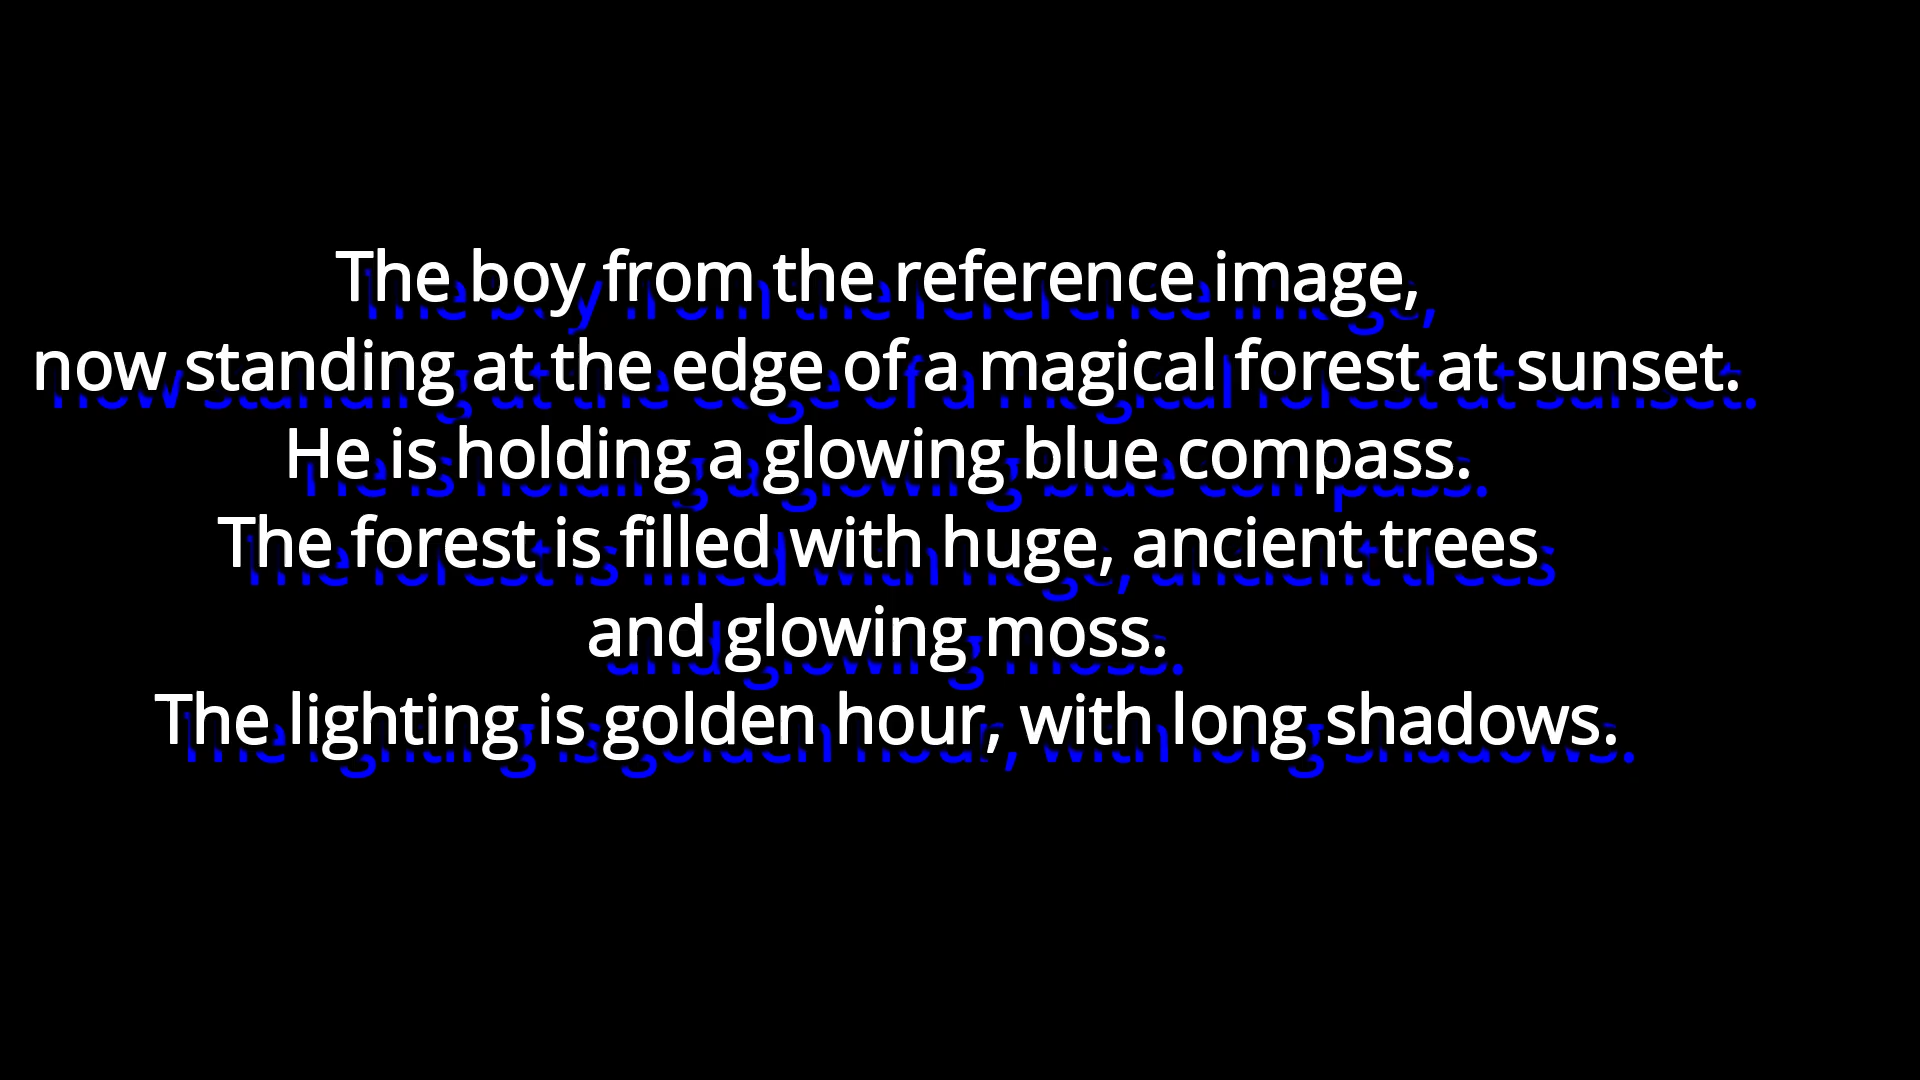 The boy from the reference image,
now standing at the edge of a magical forest at sunset.
He is holding a glowing blue compass.
The forest is filled with huge, ancient trees
and glowing moss.
The lighting is golden hour, with long shadows.